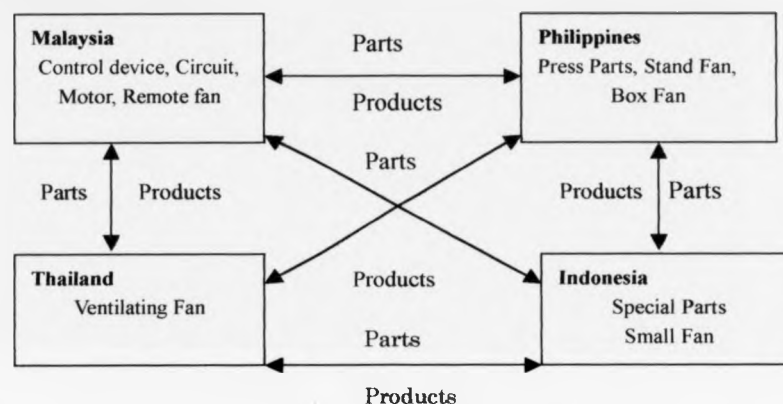 Malaysia
Control device, Circuit,
Motor, Remote fan
Parts
Products
Philippines
Press Parts, Stand Fan,
Box Fan
Parts
Products
Parts
Products
Parts
Thailand
Ventilating Fan
Products
Indonesia
Special Parts
Small Fan
Parts
Products